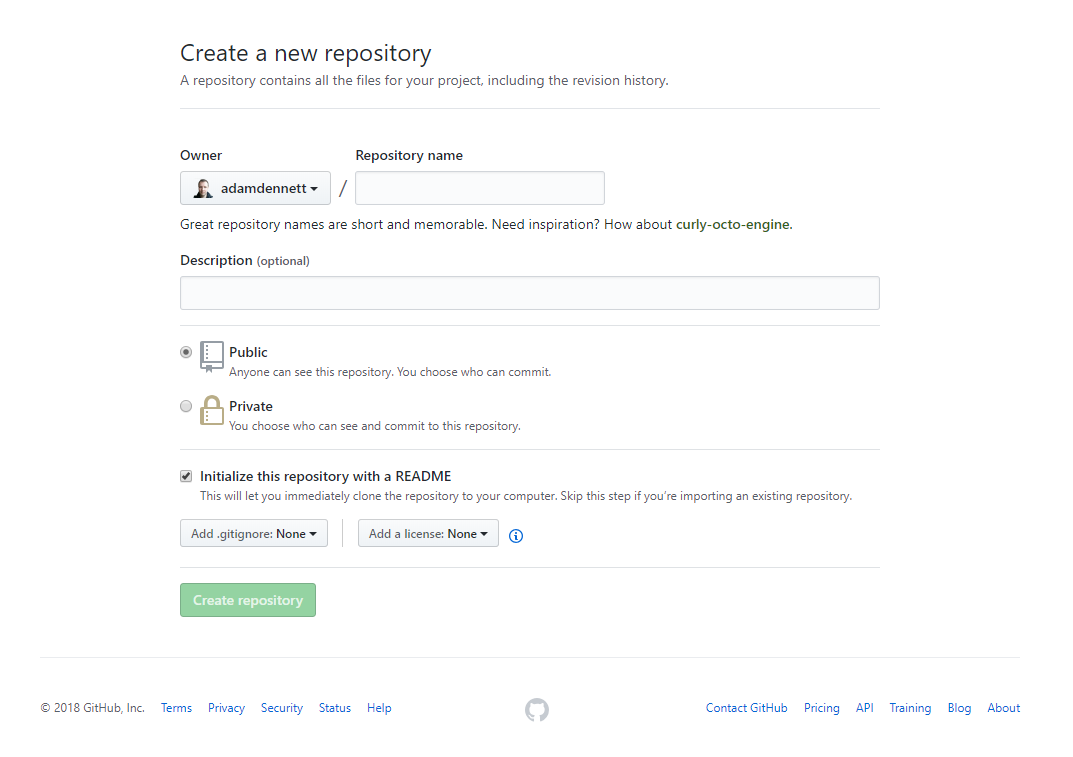 Create a new repository
A repository contains all the files for your project, including the revision history.
Owner
Repository name
adamdennett
/
Great repository names are short and memorable. Need inspiration? How about curly-octo-engine.
Description (optional)
Public
Anyone can see this repository. You choose who can commit.
Private
You choose who can see and commit to this repository.
Initialize this repository with a README
This will let you immediately clone the repository to your computer. Skip this step if you’re importing an existing repository.
Add .gitignore: None
Add a license: None
Create repository
© 2018 GitHub, Inc. Terms Privacy Security Status Help
Contact GitHub Pricing API Training Blog About